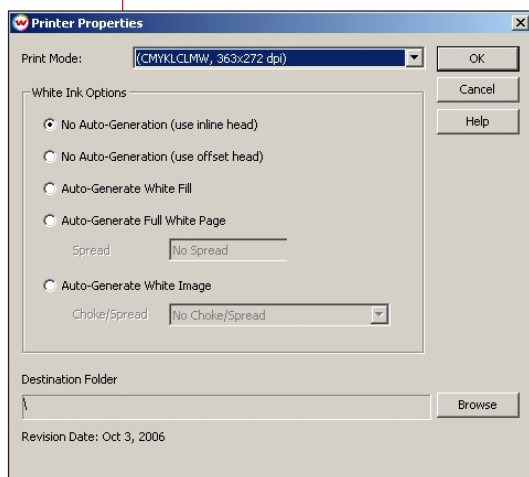 Printer Properties
Print Mode: (CMYKLCLMW, 363x272 dpi) OK
Cancel
White Ink Options
Help
No Auto-Generation (use inline head)
No Auto-Generation (use offset head)
Auto-Generate White Fill
Auto-Generate Full White Page
Spread No Spread
Auto-Generate White Image
Choke/Spread No Choke/Spread
Destination Folder
\ Browse
Revision Date: Oct 3, 2006